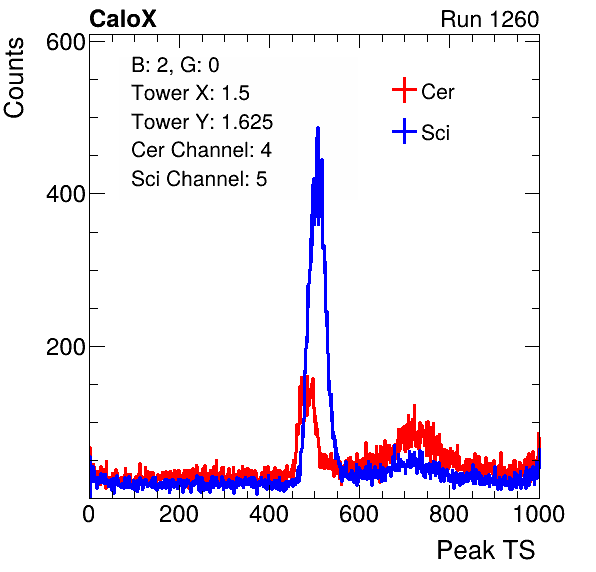 CaloX Run 1260
Counts
600
400
200
B: 2, G: 0
Tower X: 1.5
Tower Y: 1.625
Cer Channel: 4
Sci Channel: 5
Cer
Sci
0 200 400 600 800 1000
Peak TS